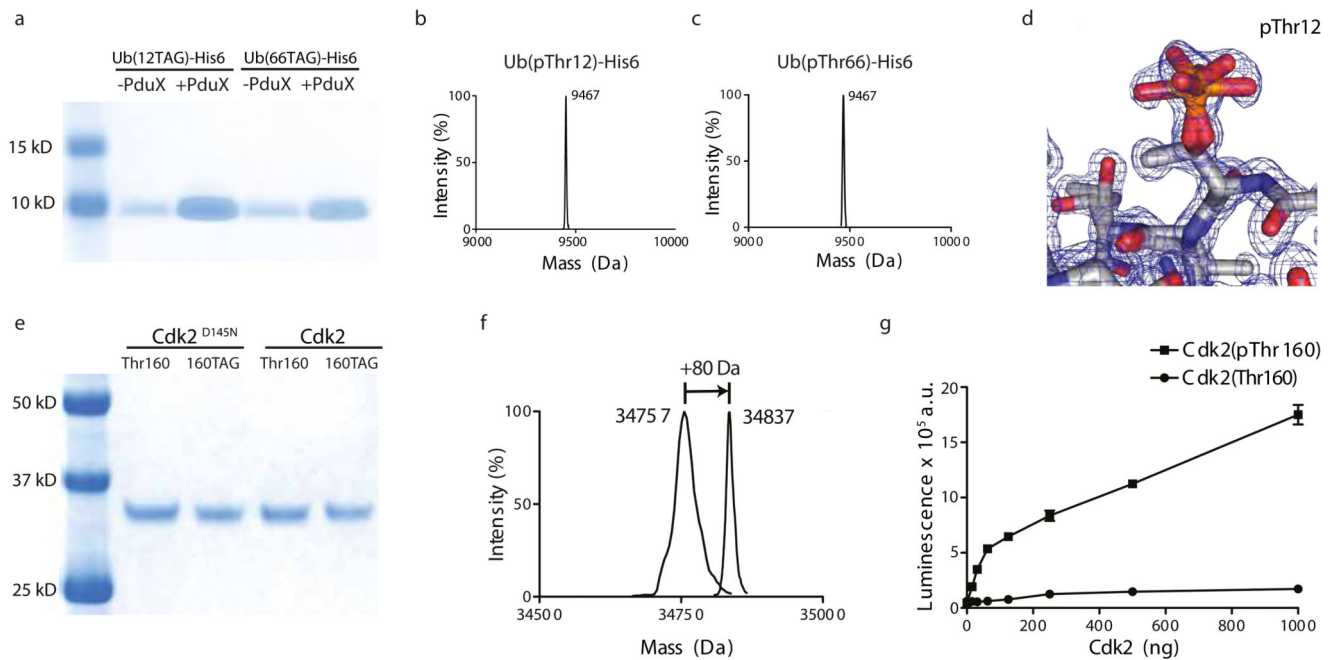 a
Ub(12TAG)-His6 Ub(66TAG)-His6
-PduX +PduX -PduX +PduX
15 kD
10 kD
b
Ub(pThr12)-His6
100
50
0
Intensity (%)
9467
9000 9500 10000
Mass (Da)
c
Ub(pThr66)-His6
100
50
0
Intensity (%)
9467
9000 9500 10000
Mass (Da)
d
pThr12
e
Cdk2 D145N Cdk2
Thr160 160TAG Thr160 160TAG
50 kD
37 kD
25 kD
f
+80 Da
34757 34837
100
50
0
Intensity (%)
34500 34750 35000
Mass (Da)
g
Cdk2(pThr160)
Cdk2(Thr160)
20
15
10
5
0
Luminescence x 10⁵ a.u.
0 200 400 600 800 1000
Cdk2 (ng)